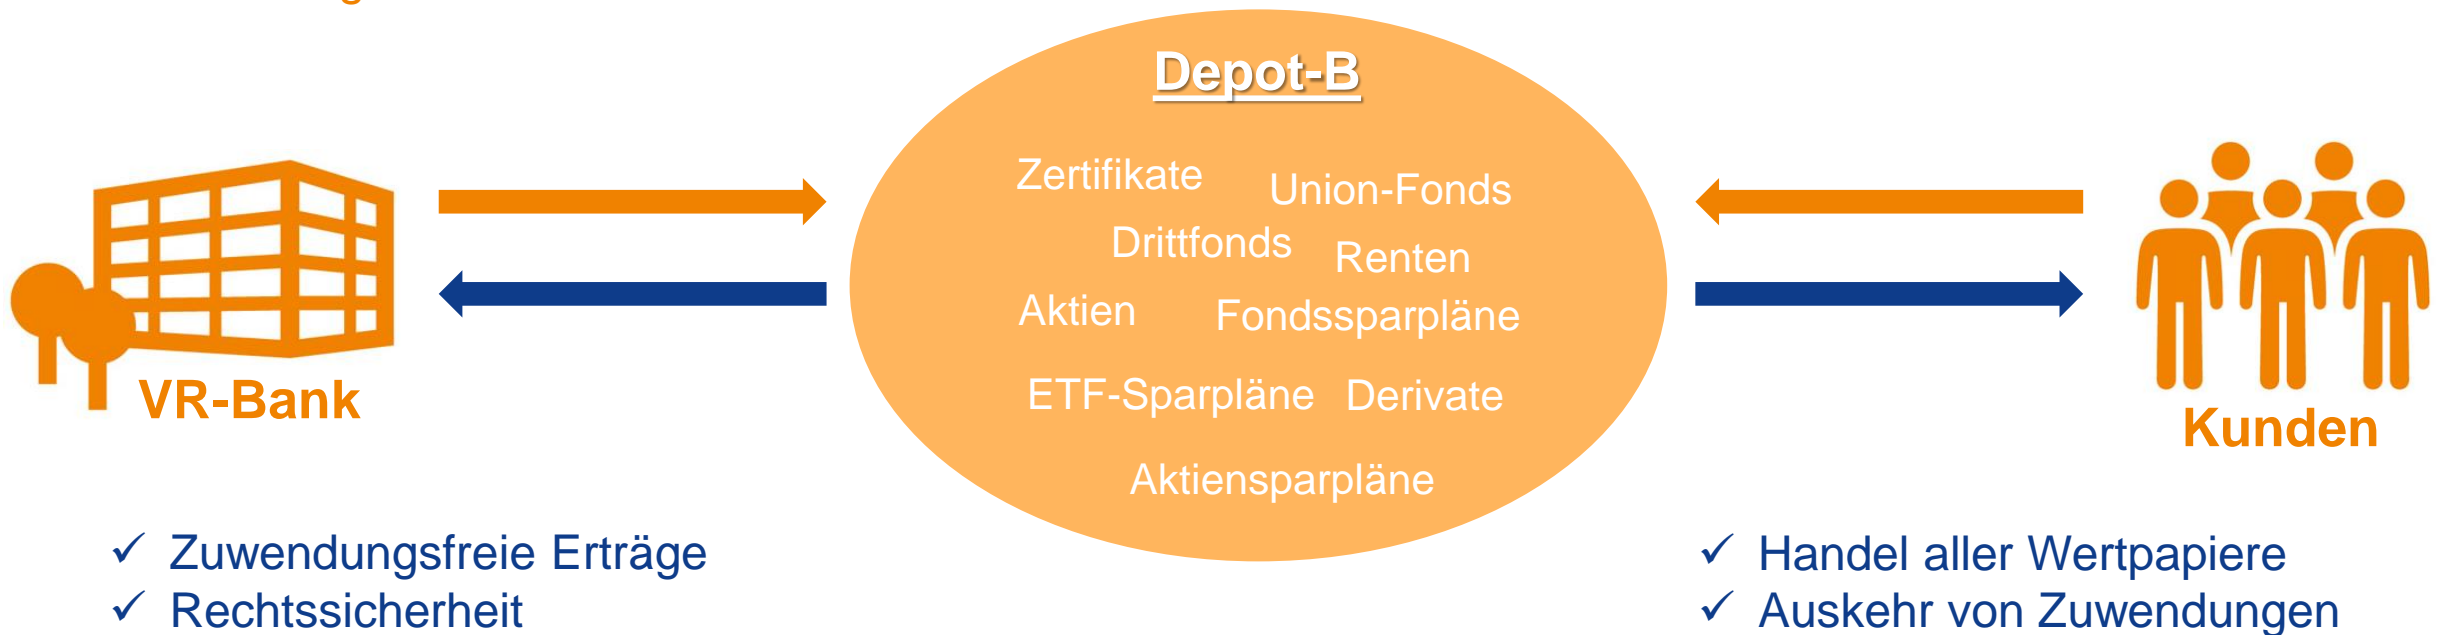 Depot-B
Zertifikate
Union-Fonds
Drittfonds
Renten
Aktien
Fondssparpläne
ETF-Sparpläne
Derivate
Aktiensparpläne
VR-Bank
Kunden
✓ Zuwendungsfreie Erträge
✓ Rechtssicherheit
✓ Handel aller Wertpapiere
✓ Auskehr von Zuwendungen